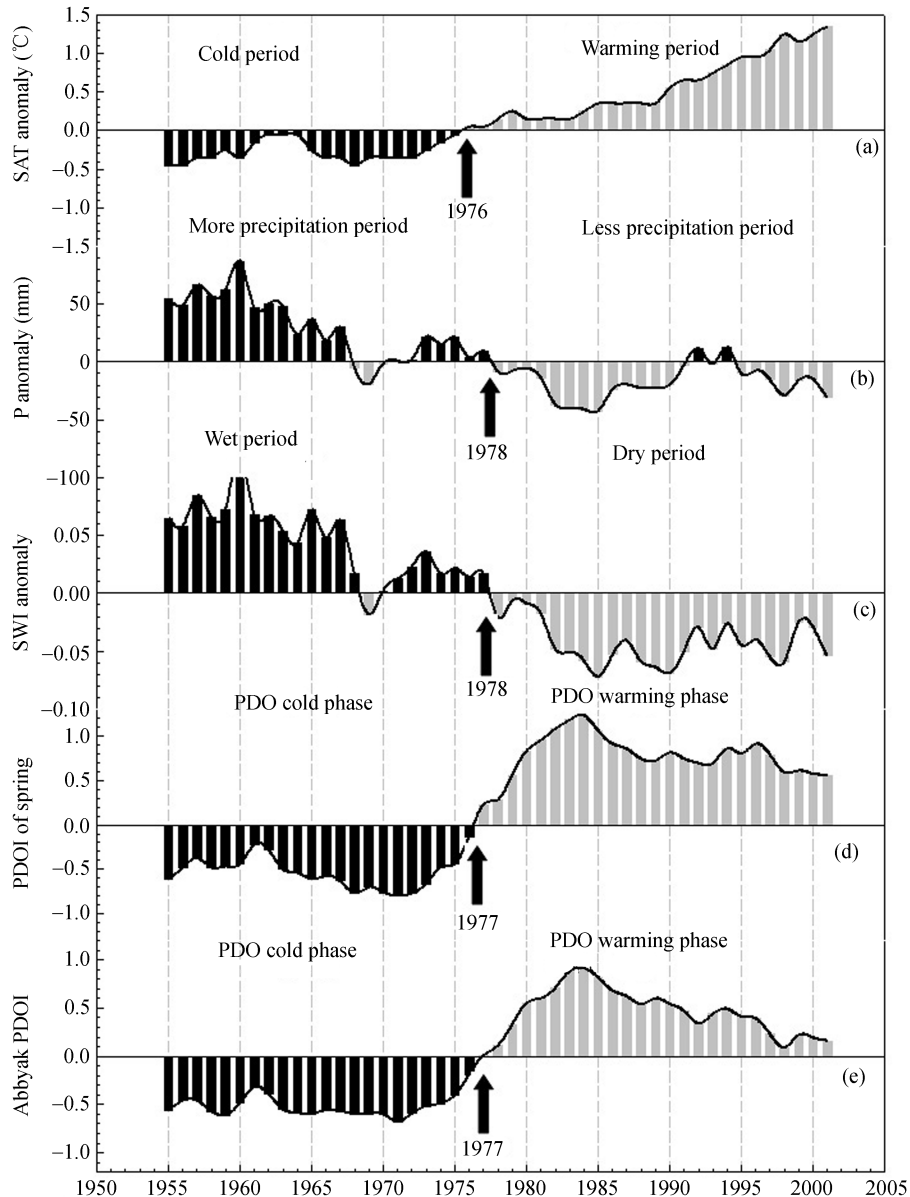 1.5
1.0
0.5
0.0
−0.5
−1.0
−1.5
SAT anomaly (℃)
Cold period
Warming period
(a)
1976
More precipitation period
Less precipitation period
50
0
−50
−100
P anomaly (mm)
(b)
1978
Wet period
Dry period
0.05
0.00
−0.05
−0.10
SWI anomaly
(c)
1978
PDO cold phase
PDO warming phase
1.0
0.5
0.0
−0.5
−1.0
PDOI of spring
(d)
1977
PDO cold phase
PDO warming phase
1.0
0.5
0.0
−0.5
−1.0
Abbyak PDOI
(e)
1977
1950 1955 1960 1965 1970 1975 1980 1985 1990 1995 2000 2005